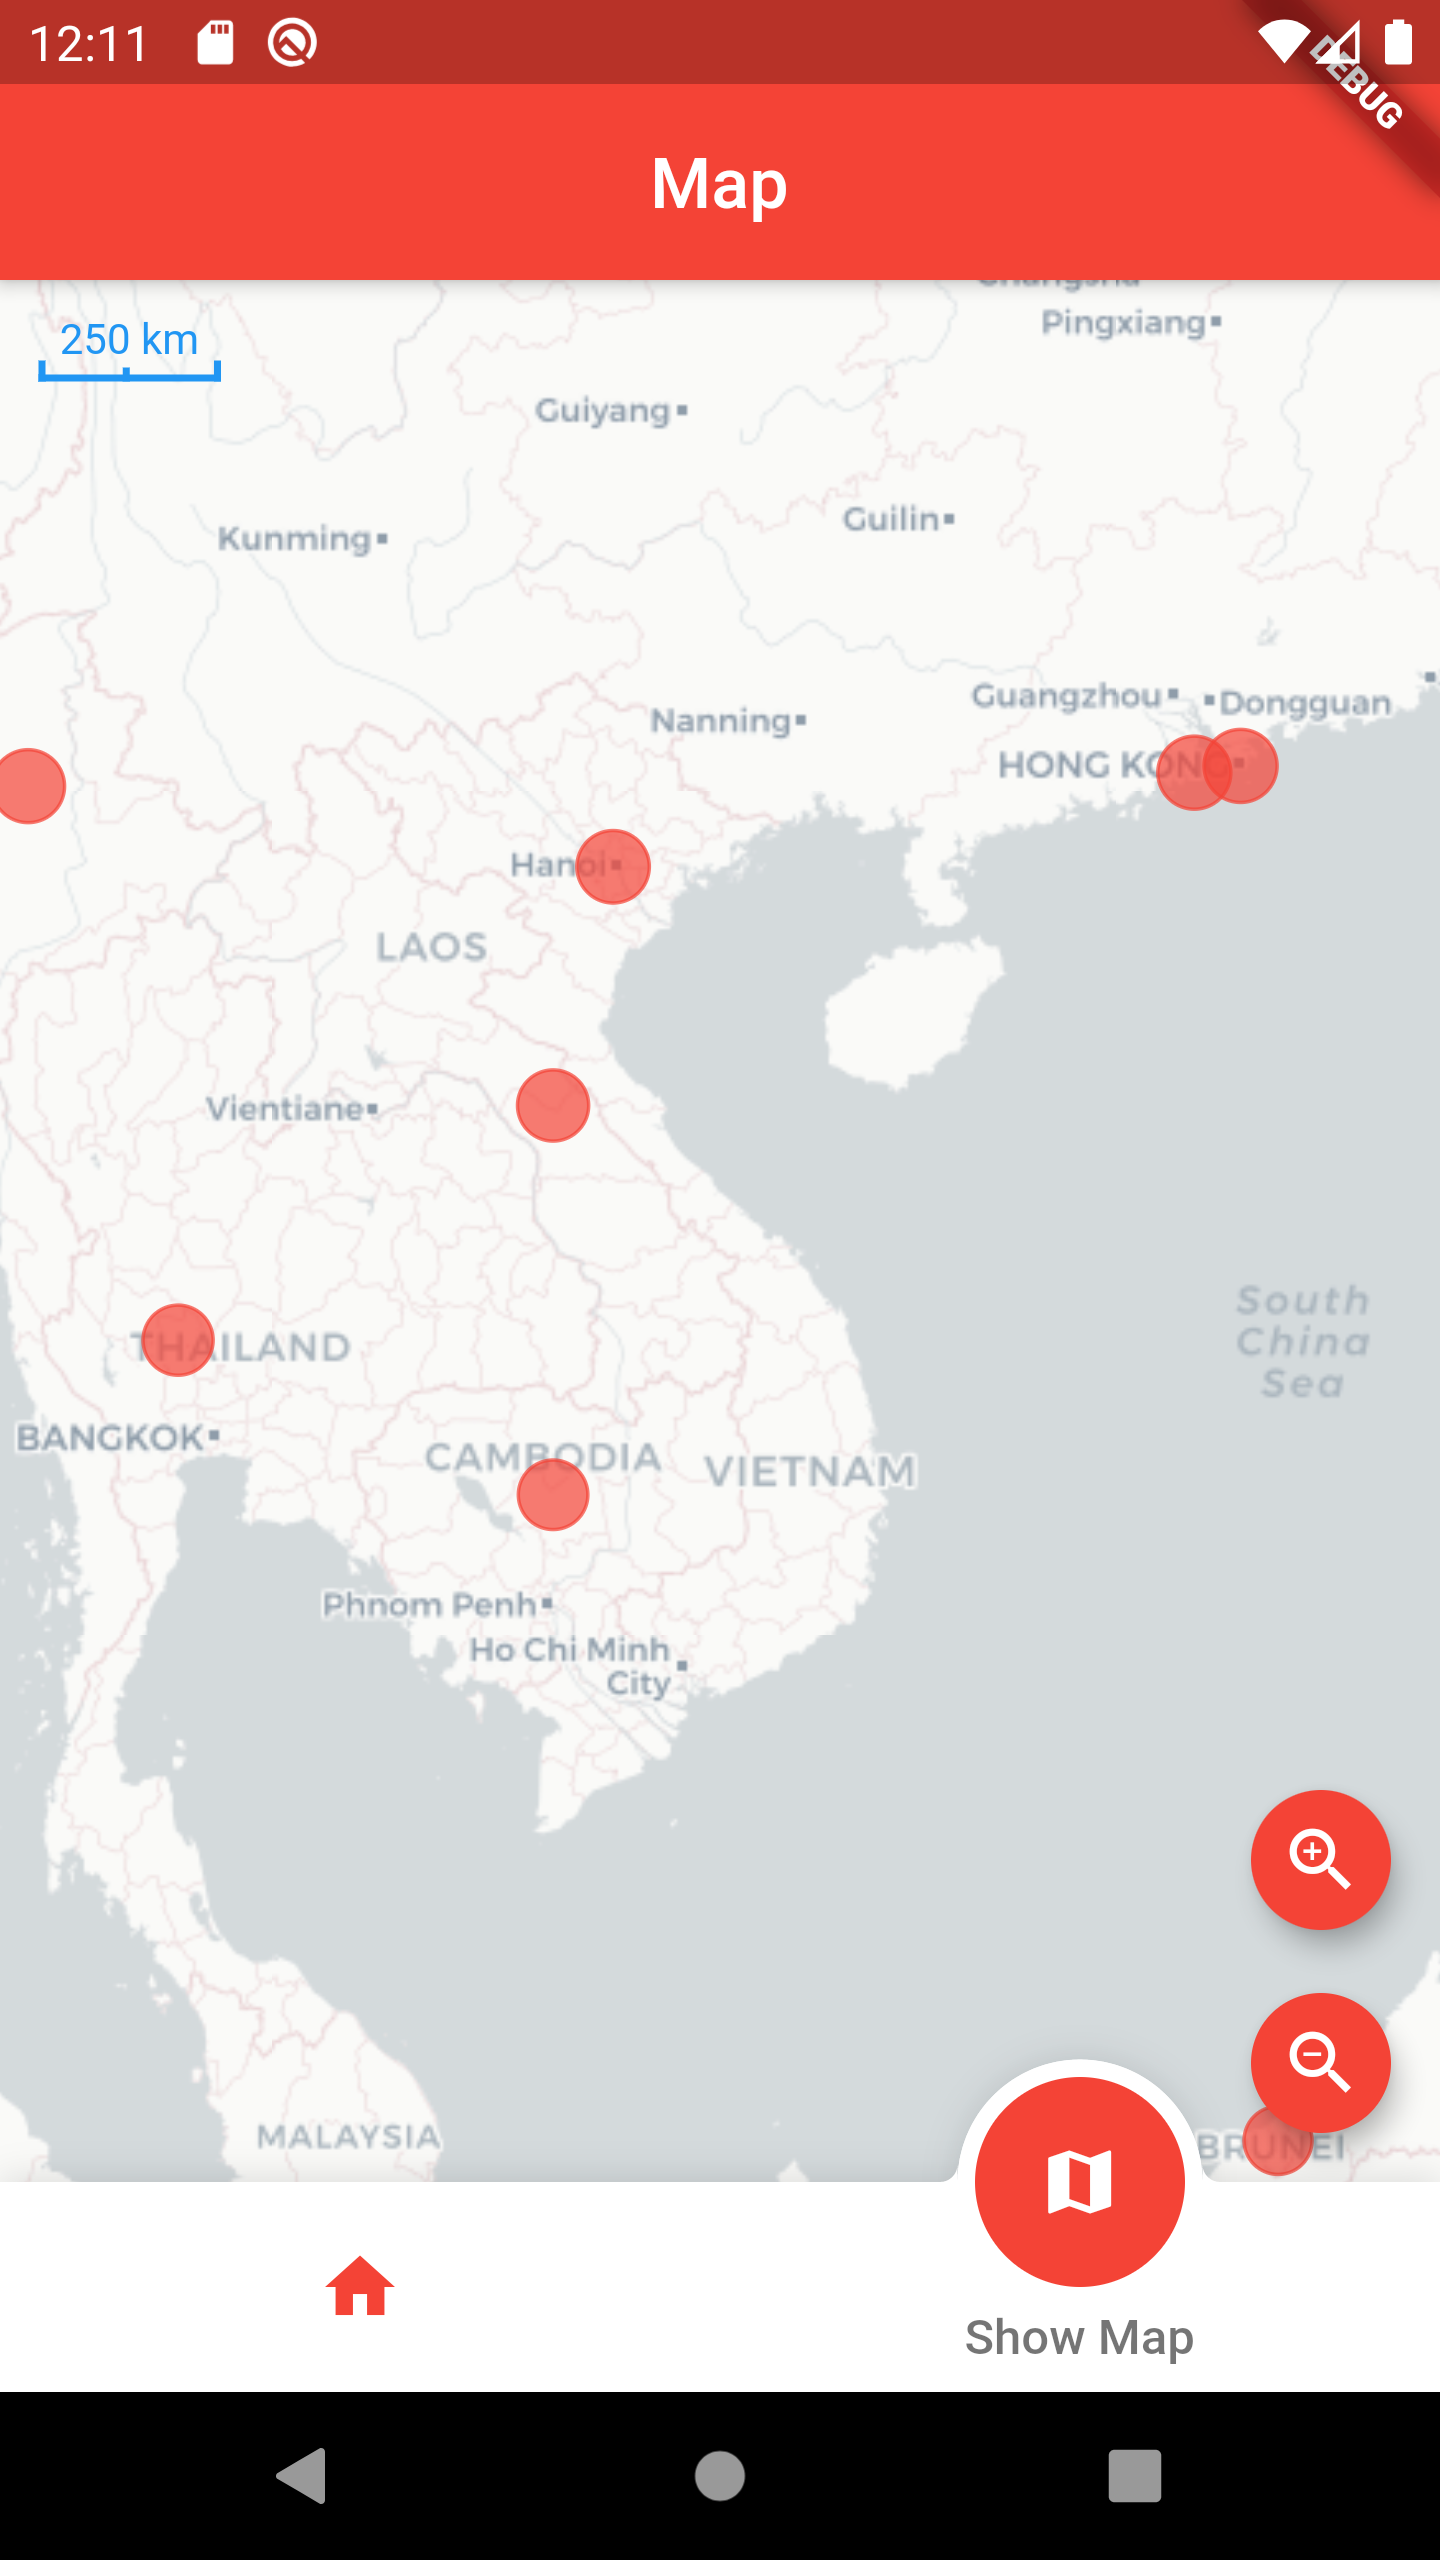 12:11
DEBUG
Map
Changsha
Pingxiang
250 km
Guiyang
Guilin
Kunming
Guangzhou
Dongguan
Nanning
HONG KONG
Hanoi
LAOS
Vientiane
South
China
Sea
THAILAND
BANGKOK
CAMBODIA
VIETNAM
Phnom Penh
Ho Chi Minh
City
MALAYSIA
BRUNEI
Show Map